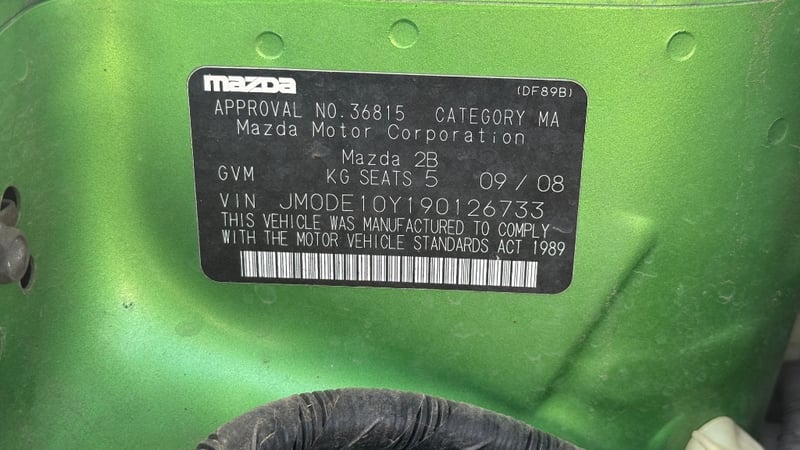 mazda (DF89B)
APPROVAL NO.36815 CATEGORY MA
Mazda Motor Corporation
Mazda 2B
GVM KG SEATS 5 09/08
VIN JM0DE10Y190126733
THIS VEHICLE WAS MANUFACTURED TO COMPLY
WITH THE MOTOR VEHICLE STANDARDS ACT 1989